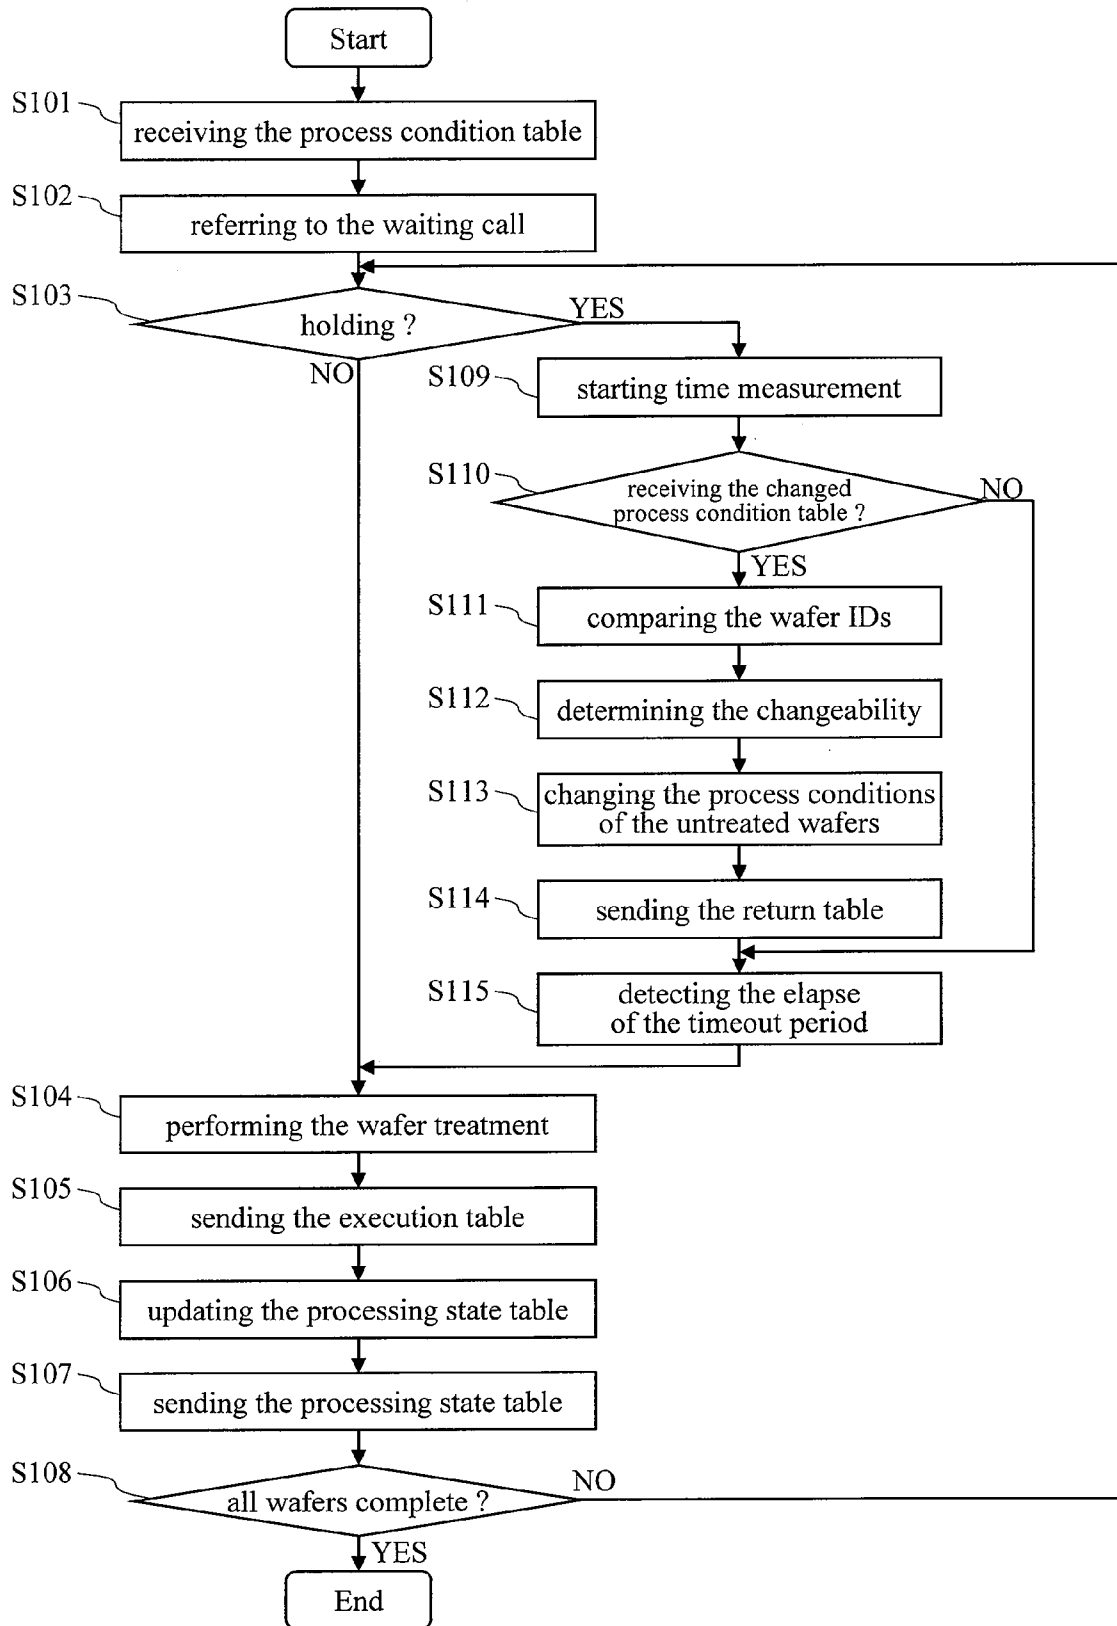 Start
S101
receiving the process condition table
S102
referring to the waiting call
S103
holding ?
YES
NO
S109
starting time measurement
S110
receiving the changed
process condition table ?
NO
YES
S111
comparing the wafer IDs
S112
determining the changeability
S113
changing the process conditions
of the untreated wafers
S114
sending the return table
S115
detecting the elapse
of the timeout period
S104
performing the wafer treatment
S105
sending the execution table
S106
updating the processing state table
S107
sending the processing state table
S108
all wafers complete ?
NO
YES
End